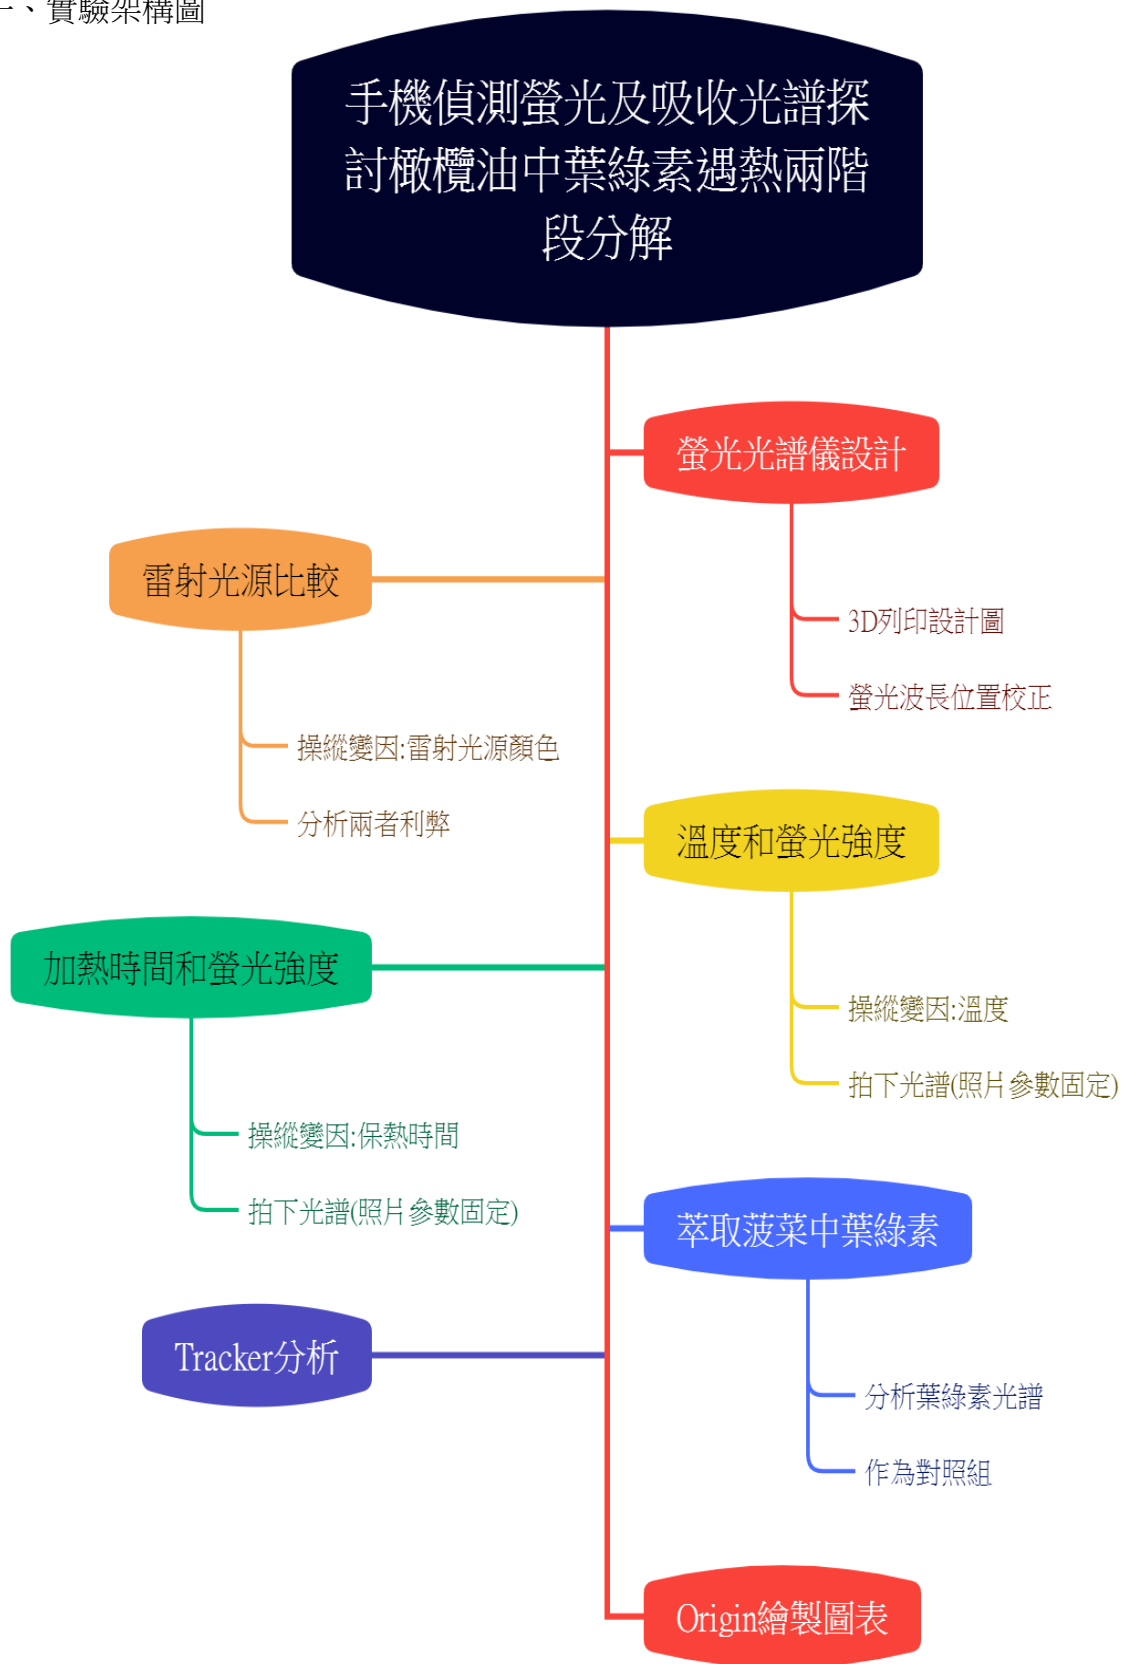 一、實驗架構圖
手機偵測螢光及吸收光譜探
討橄欖油中葉綠素遇熱兩階
段分解
螢光光譜儀設計
3D列印設計圖
螢光波長位置校正
雷射光源比較
操縱變因:雷射光源顏色
分析兩者利弊
溫度和螢光強度
操縱變因:溫度
拍下光譜(照片參數固定)
加熱時間和螢光強度
操縱變因:保熱時間
拍下光譜(照片參數固定)
萃取菠菜中葉綠素
分析葉綠素光譜
作為對照組
Tracker分析
Origin繪製圖表